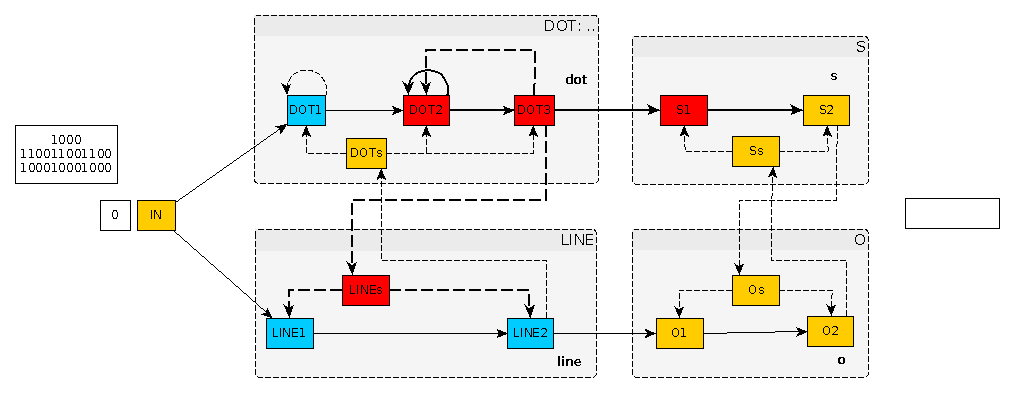 DOT: ..
S
s
dot
DOT1
DOT2
DOT3
S1
S2
1000
110011001100
100010001000
DOTs
Ss
0
IN
LINE
O
LINEs
Os
LINE1
LINE2
O1
O2
line
o